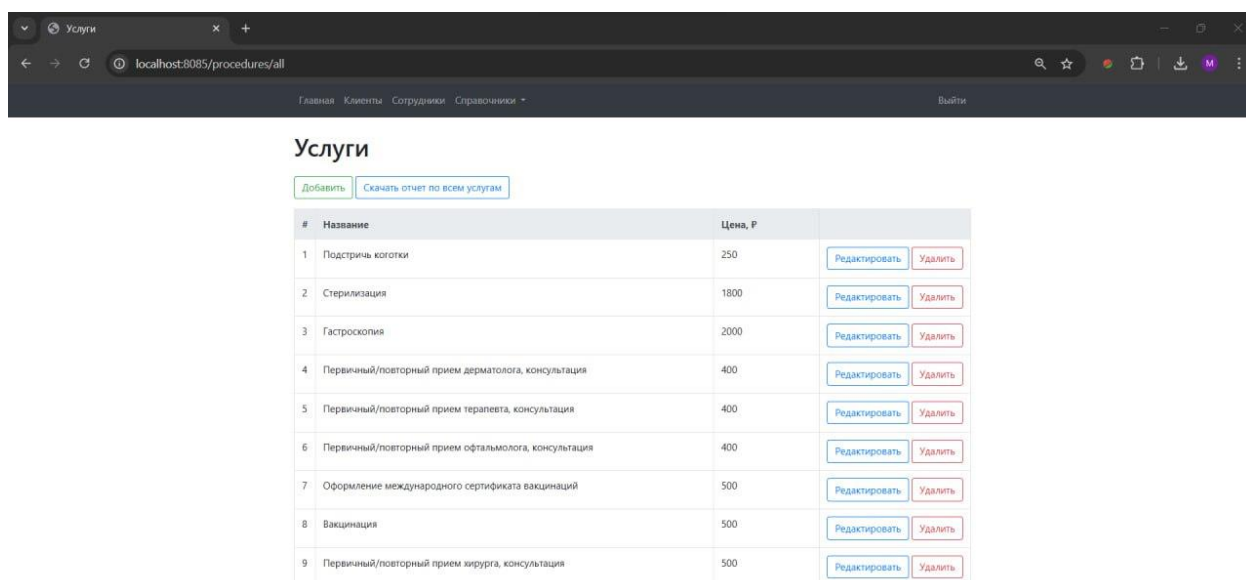 Услуги
localhost:8085/procedures/all
M
Главная Клиенты Сотрудники Справочники Выйти
Услуги
Добавить Скачать отчет по всем услугам
# Название Цена, ₽
1 Подстричь коготки 250 Редактировать Удалить
2 Стерилизация 1800 Редактировать Удалить
3 Гастроскопия 2000 Редактировать Удалить
4 Первичный/повторный прием дерматолога, консультация 400 Редактировать Удалить
5 Первичный/повторный прием терапевта, консультация 400 Редактировать Удалить
6 Первичный/повторный прием офтальмолога, консультация 400 Редактировать Удалить
7 Оформление международного сертификата вакцинаций 500 Редактировать Удалить
8 Вакцинация 500 Редактировать Удалить
9 Первичный/повторный прием хирурга, консультация 500 Редактировать Удалить